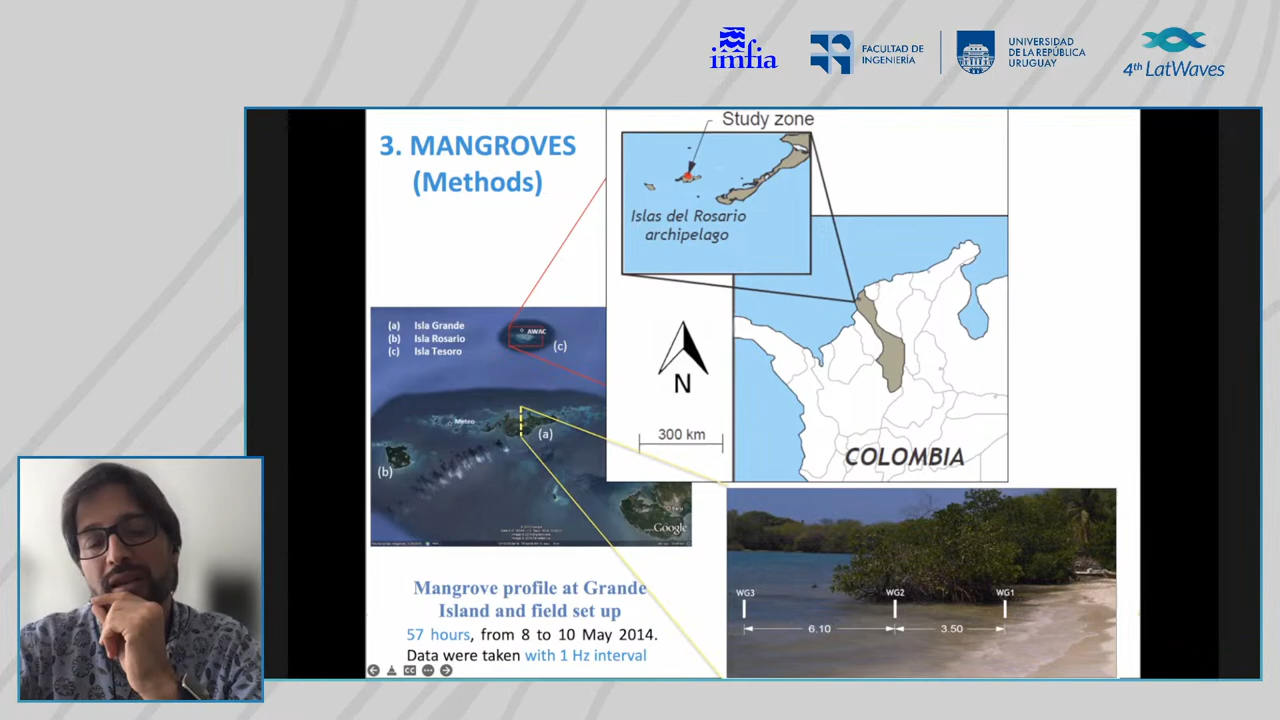 imfia
FACULTAD DE
INGENIERÍA
UNIVERSIDAD
DE LA REPÚBLICA
URUGUAY
4th LatWaves
3. MANGROVES
(Methods)
Study zone
Islas del Rosario
archipelago
N
300 km
COLOMBIA
(a) Isla Grande
(b) Isla Rosario
(c) Isla Tesoro
AWAC
(c)
Meteo
(a)
(b)
Google
WG3
WG2
WG1
6.10
3.50
Mangrove profile at Grande
Island and field set up
57 hours, from 8 to 10 May 2014.
Data were taken with 1 Hz interval
CC